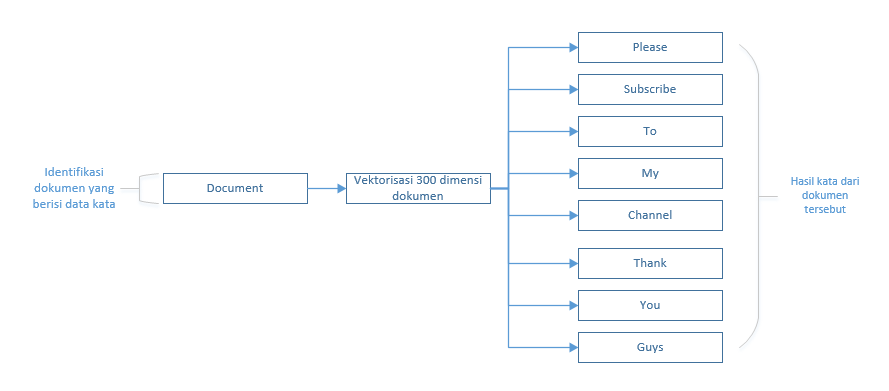 Identifikasi
dokumen yang
berisi data kata
Document
Vektorisasi 300 dimensi
dokumen
Please
Subscribe
To
My
Channel
Thank
You
Guys
Hasil kata dari
dokumen
tersebut